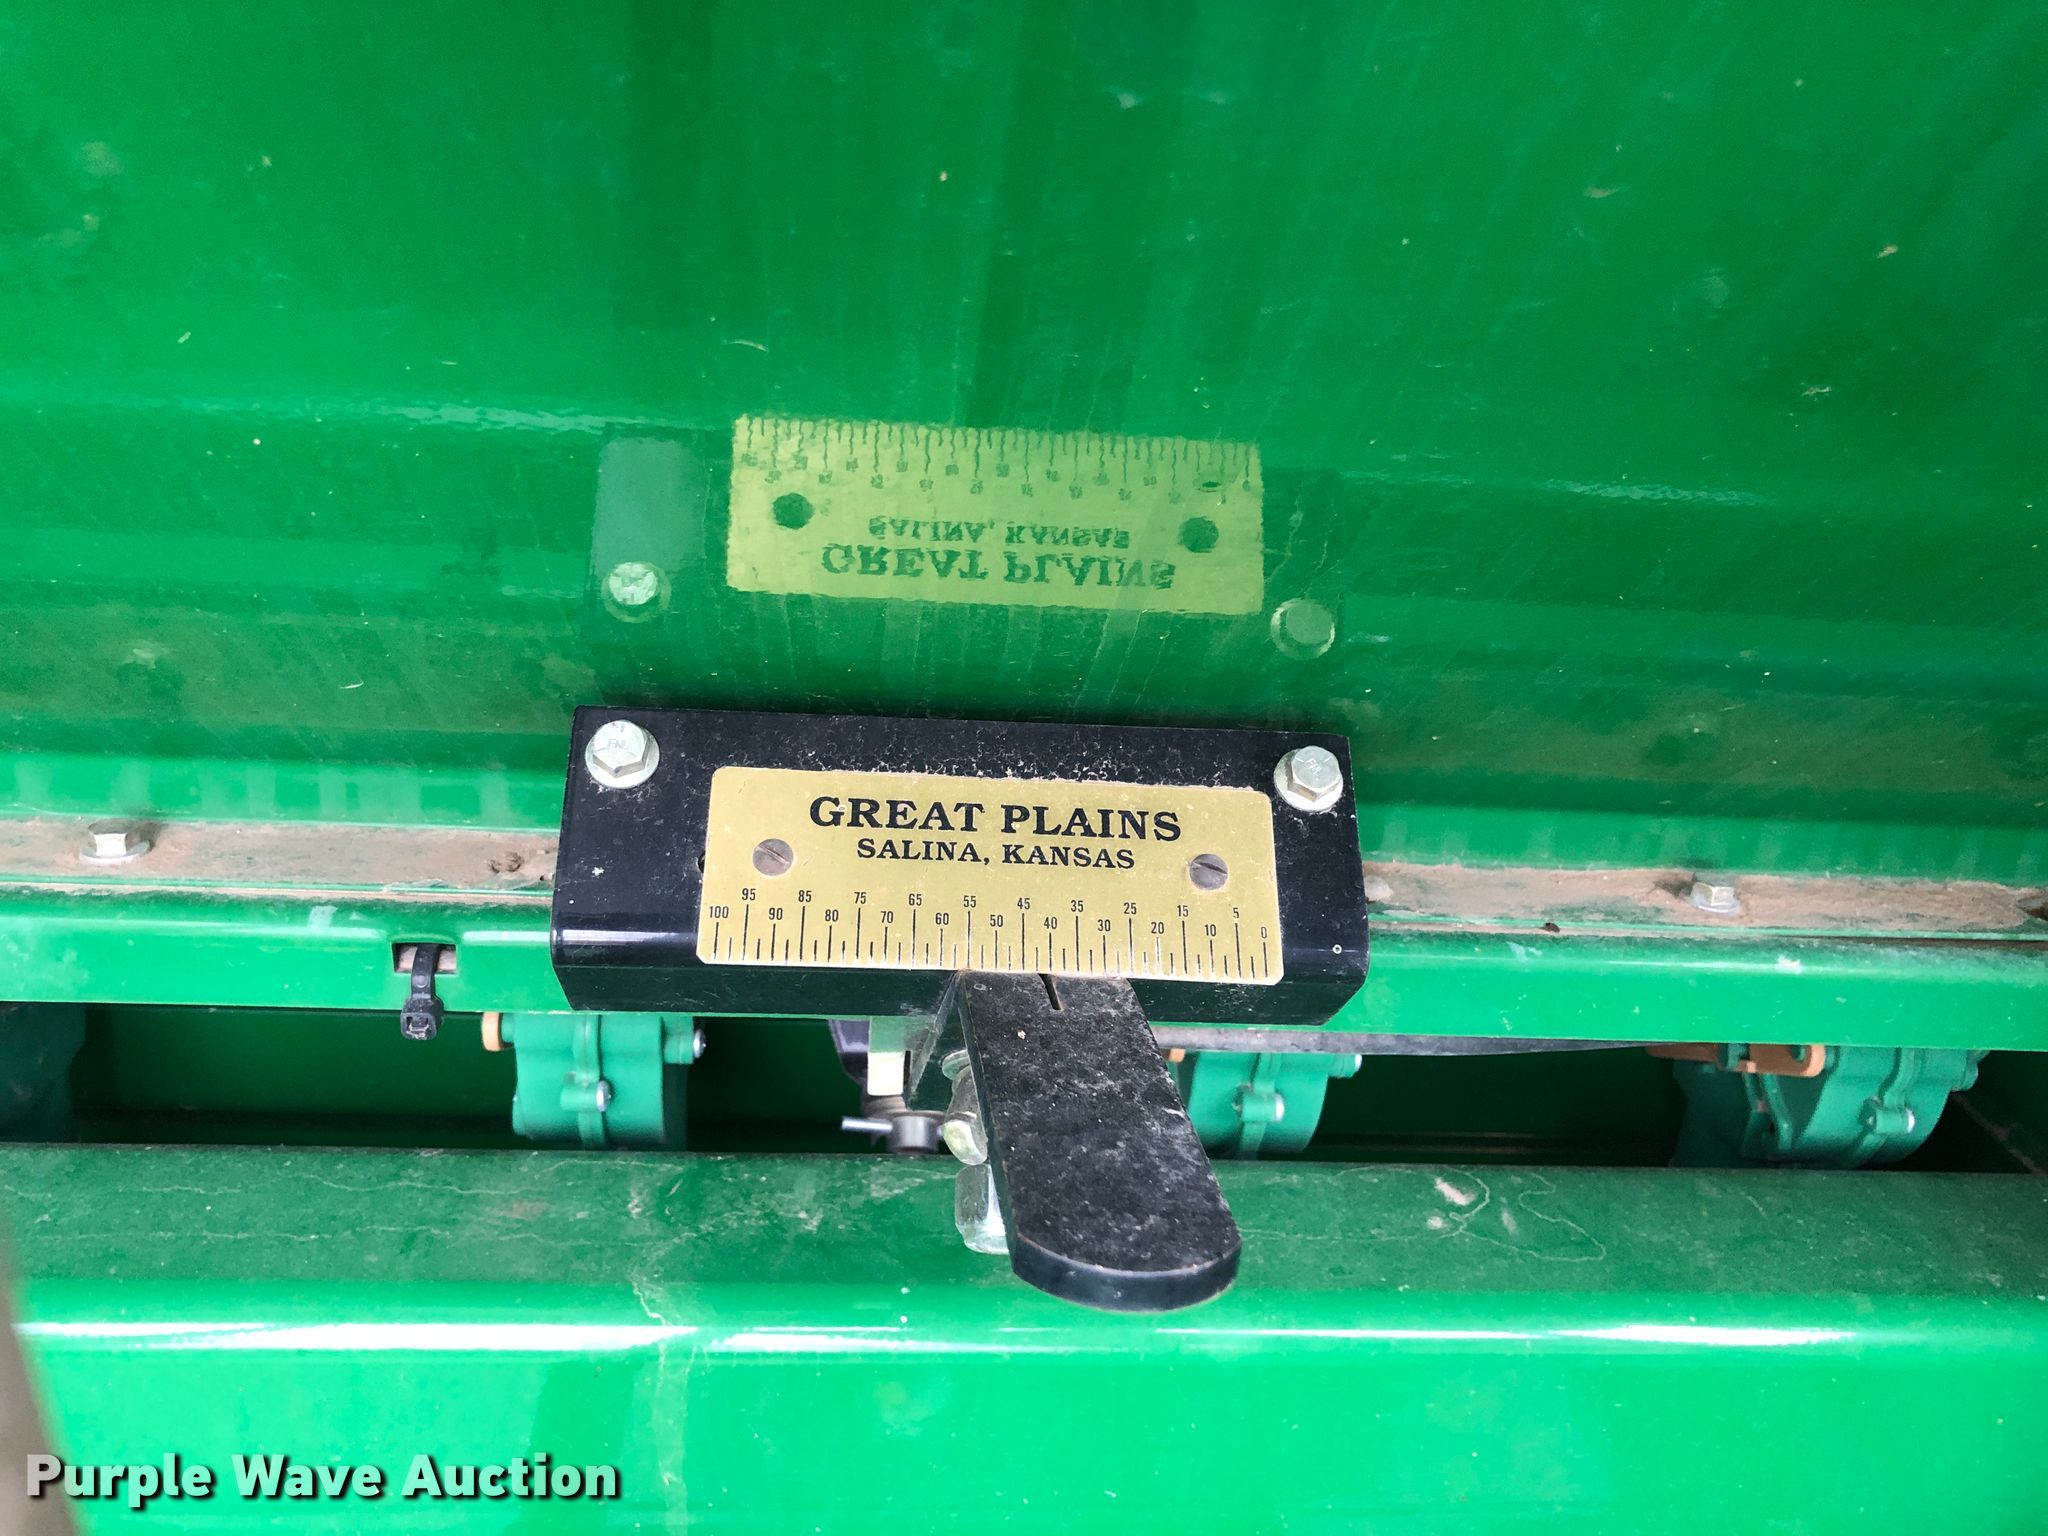 GREAT PLAINS
SALINA, KANSAS
95 85 75 65 55 45 35 25 15 5
100 90 80 70 60 50 40 30 20 10 0
Purple Wave Auction